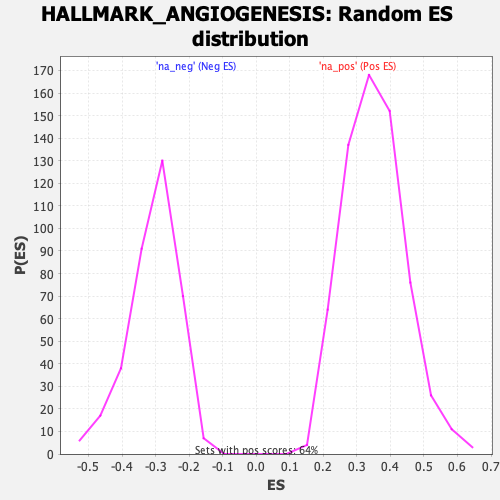 HALLMARK_ANGIOGENESIS: Random ES
distribution
'na_neg' (Neg ES)
'na_pos' (Pos ES)
170
160
150
140
130
120
110
100
90
80
70
60
50
40
30
20
10
0
P(ES)
Sets with pos scores: 64%
-0.5 -0.4 -0.3 -0.2 -0.1 0.0 0.1 0.2 0.3 0.4 0.5 0.6 0.7
ES